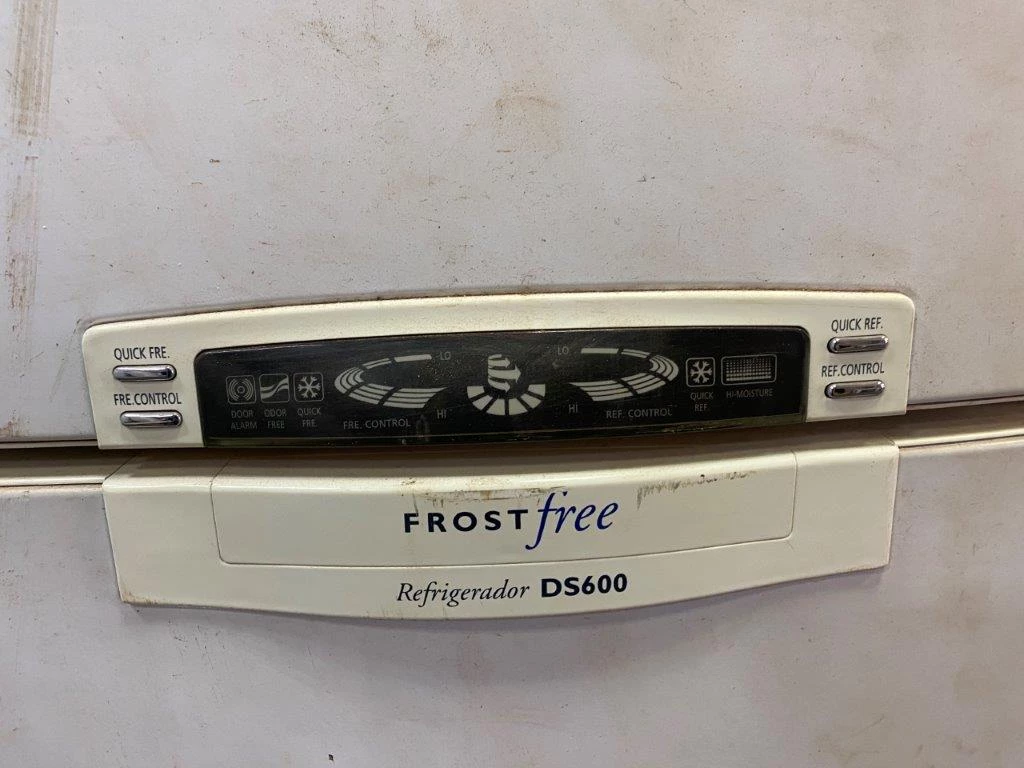 QUICK FRE.
FRE.CONTROL
DOOR ALARM
ODOR FREE
QUICK FRE.
FRE. CONTROL
LO
HI
LO
HI
REF. CONTROL
QUICK REF.
HI-MOISTURE
QUICK REF.
REF.CONTROL
FROST free
Refrigerador DS600